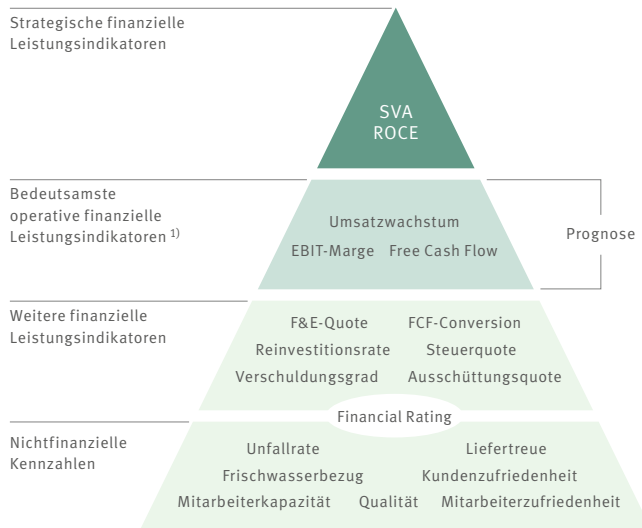 Strategische finanzielle
Leistungsindikatoren
SVA
ROCE
Bedeutsamste
operative finanzielle
Leistungsindikatoren 1)
Umsatzwachstum
EBIT-Marge Free Cash Flow
Prognose
Weitere finanzielle
Leistungsindikatoren
F&E-Quote FCF-Conversion
Reinvestitionsrate Steuerquote
Verschuldungsgrad Ausschüttungsquote
Financial Rating
Nichtfinanzielle
Kennzahlen
Unfallrate Liefertreue
Frischwasserbezug Kundenzufriedenheit
Mitarbeiterkapazität Qualität Mitarbeiterzufriedenheit